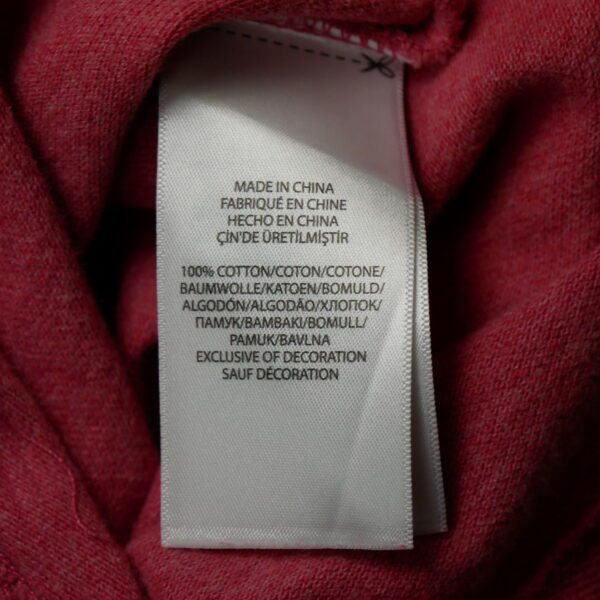 MADE IN CHINA
FABRIQUÉ EN CHINE
HECHO EN CHINA
ÇİN'DE ÜRETİLMİŞTİR
100% COTTON/COTON/COTONE/
BAUMWOLLE/KATOEN/BOMULD/
ALGODÓN/ALGODÃO/ХЛОПОК/
ПАМУК/BAMBAKI/BOMULL/
PAMUK/BAVLNA
EXCLUSIVE OF DECORATION
SAUF DÉCORATION